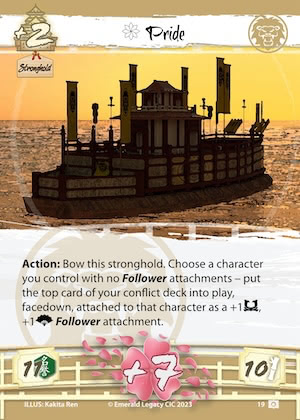 +2
Pride
Stronghold
Action: Bow this stronghold. Choose a character
you control with no Follower attachments – put
the top card of your conflict deck into play,
facedown, attached to that character as a +1 ,
+1 Follower attachment.
11
+7
10
ILLUS: Kakita Ren
© Emerald Legacy CIC 2023
19